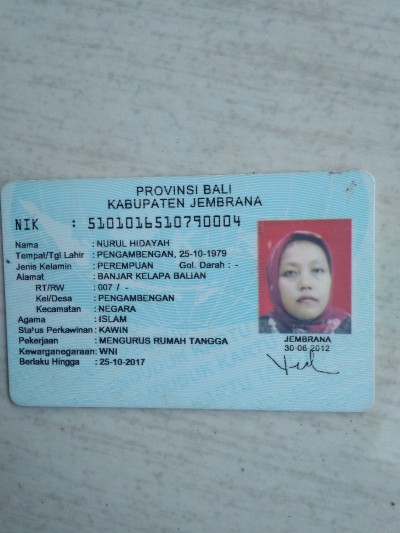 PROVINSI BALI
KABUPATEN JEMBRANA
NIK : 5101016510790004
Nama : NURUL HIDAYAH
Tempat/Tgl Lahir : PENGAMBENGAN, 25-10-1979
Jenis Kelamin : PEREMPUAN Gol. Darah : -
Alamat : BANJAR KELAPA BALIAN
RT/RW : 007 / -
Kel/Desa : PENGAMBENGAN
Kecamatan : NEGARA
Agama : ISLAM
Status Perkawinan : KAWIN
Pekerjaan : MENGURUS RUMAH TANGGA
Kewarganegaraan : WNI
Berlaku Hingga : 25-10-2017
JEMBRANA
30-06-2012